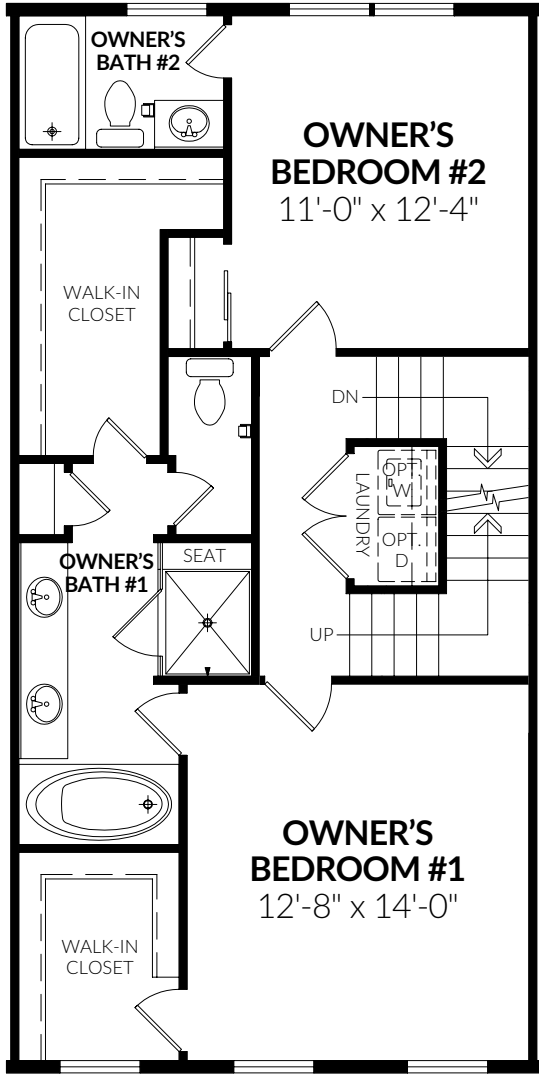 OWNER'S
BATH #2
OWNER'S
BEDROOM #2
11'-0" x 12'-4"
WALK-IN
CLOSET
DN
OPT.
W
LAUNDRY
OPT.
D
OWNER'S
BATH #1
SEAT
UP
OWNER'S
BEDROOM #1
12'-8" x 14'-0"
WALK-IN
CLOSET